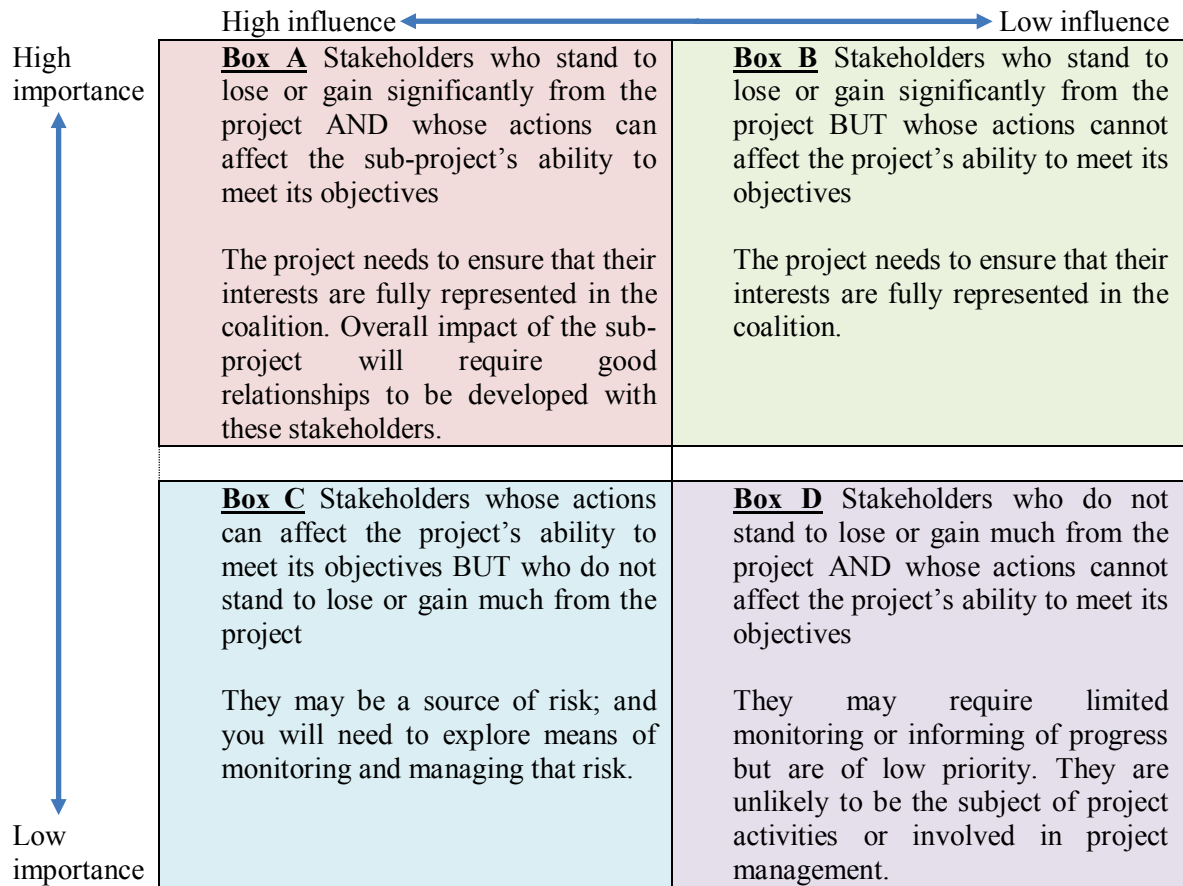 High influence
Low influence
High
importance
Box A Stakeholders who stand to
lose or gain significantly from the
project AND whose actions can
affect the sub-project’s ability to
meet its objectives
The project needs to ensure that their
interests are fully represented in the
coalition. Overall impact of the sub-
project will require good
relationships to be developed with
these stakeholders.
Box B Stakeholders who stand to
lose or gain significantly from the
project BUT whose actions cannot
affect the project’s ability to meet its
objectives
The project needs to ensure that their
interests are fully represented in the
coalition.
Box C Stakeholders whose actions
can affect the project’s ability to
meet its objectives BUT who do not
stand to lose or gain much from the
project
They may be a source of risk; and
you will need to explore means of
monitoring and managing that risk.
Box D Stakeholders who do not
stand to lose or gain much from the
project AND whose actions cannot
affect the project’s ability to meet its
objectives
They may require limited
monitoring or informing of progress
but are of low priority. They are
unlikely to be the subject of project
activities or involved in project
management.
Low
importance